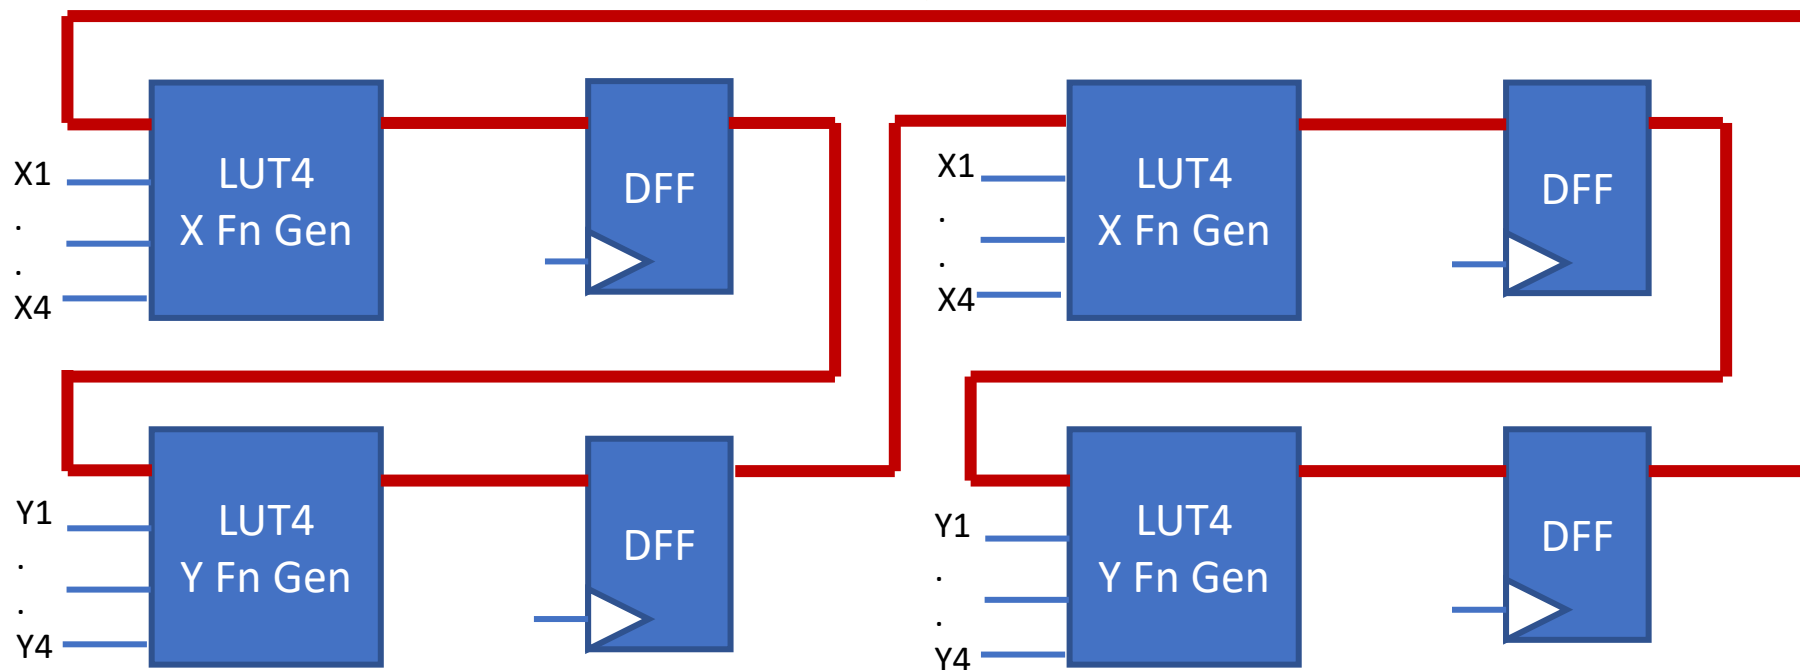 X1
.
.
X4
LUT4
X Fn Gen
DFF
X1
.
.
X4
LUT4
X Fn Gen
DFF
Y1
.
.
Y4
LUT4
Y Fn Gen
DFF
Y1
.
.
Y4
LUT4
Y Fn Gen
DFF